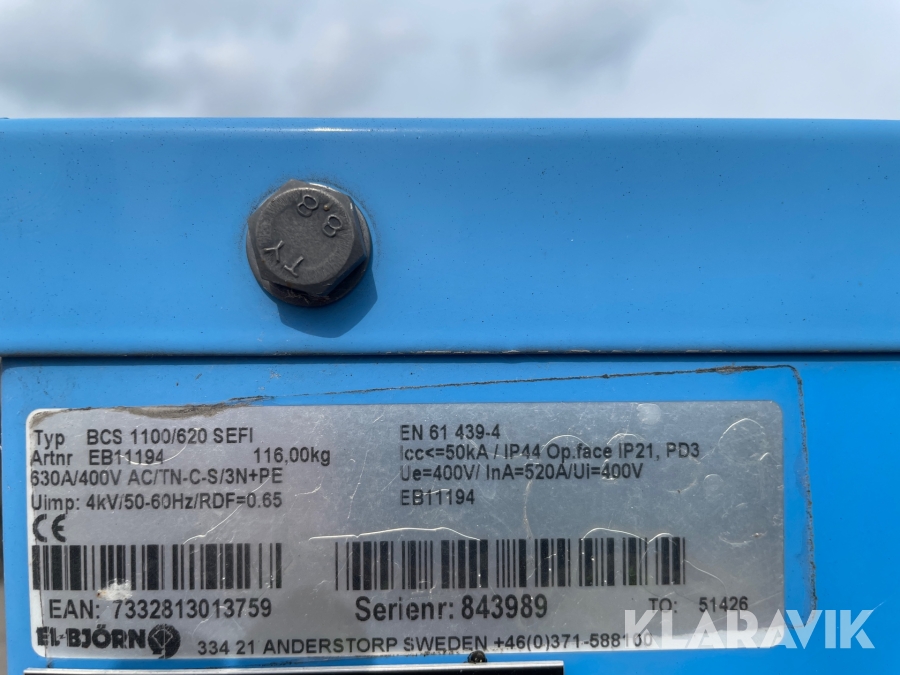 8.8
TY
Typ BCS 1100/620 SEFI
Artnr EB11194 116,00kg
630A/400V AC/TN-C-S/3N+PE
Uimp: 4kV/50-60Hz/RDF=0.65
EN 61 439-4
Icc<=50kA / IP44 Op.face IP21, PD3
Ue=400V/ InA=520A/Ui=400V
EB11194
CE
EAN: 7332813013759
Serienr: 843989
TO: 51426
EL-BJÖRN
334 21 ANDERSTORP SWEDEN +46(0)371-588100
KLARAVIK